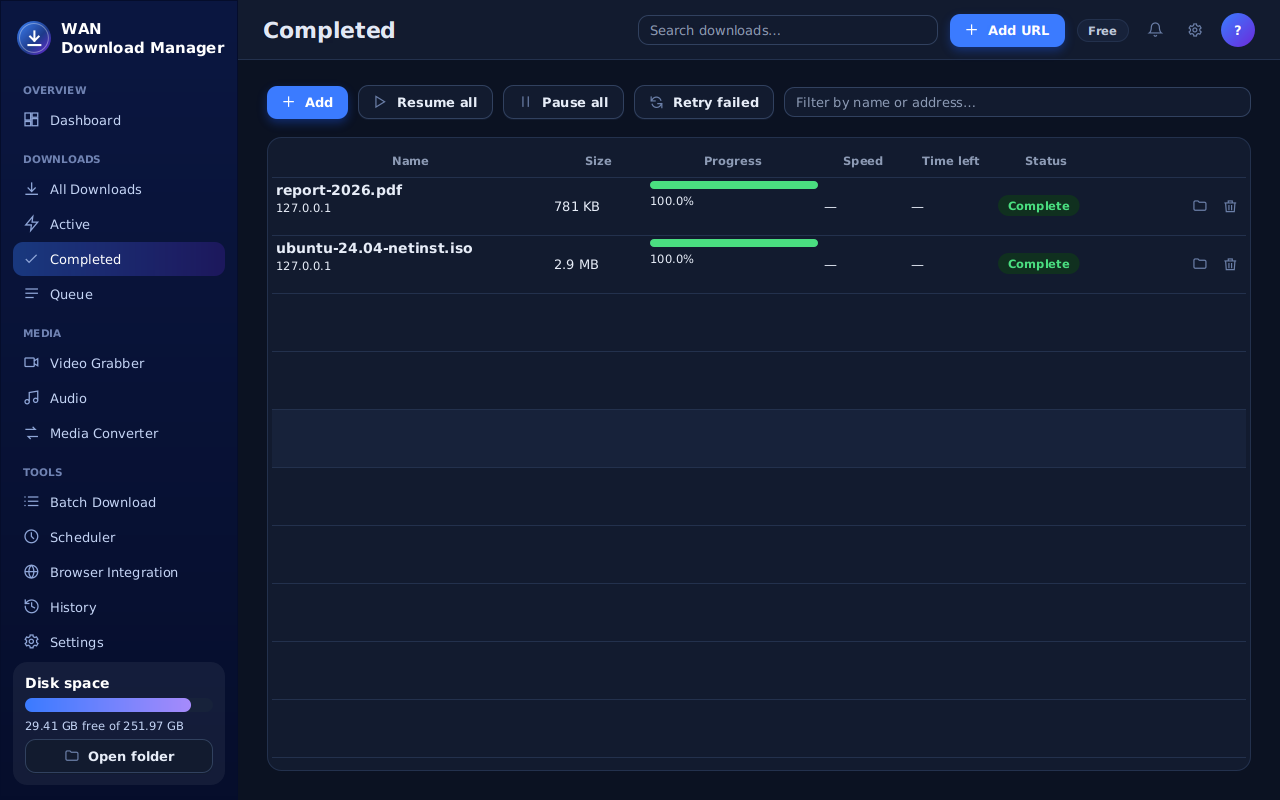 WAN
Download Manager
Completed
Search downloads...
Add URL
Free
?
OVERVIEW
Dashboard
DOWNLOADS
All Downloads
Active
Completed
Queue
MEDIA
Video Grabber
Audio
Media Converter
TOOLS
Batch Download
Scheduler
Browser Integration
History
Settings
Disk space
29.41 GB free of 251.97 GB
Open folder
Add
Resume all
Pause all
Retry failed
Filter by name or address...
Name Size Progress Speed Time left Status
report-2026.pdf
127.0.0.1
781 KB
100.0%
— —
Complete
ubuntu-24.04-netinst.iso
127.0.0.1
2.9 MB
100.0%
— —
Complete